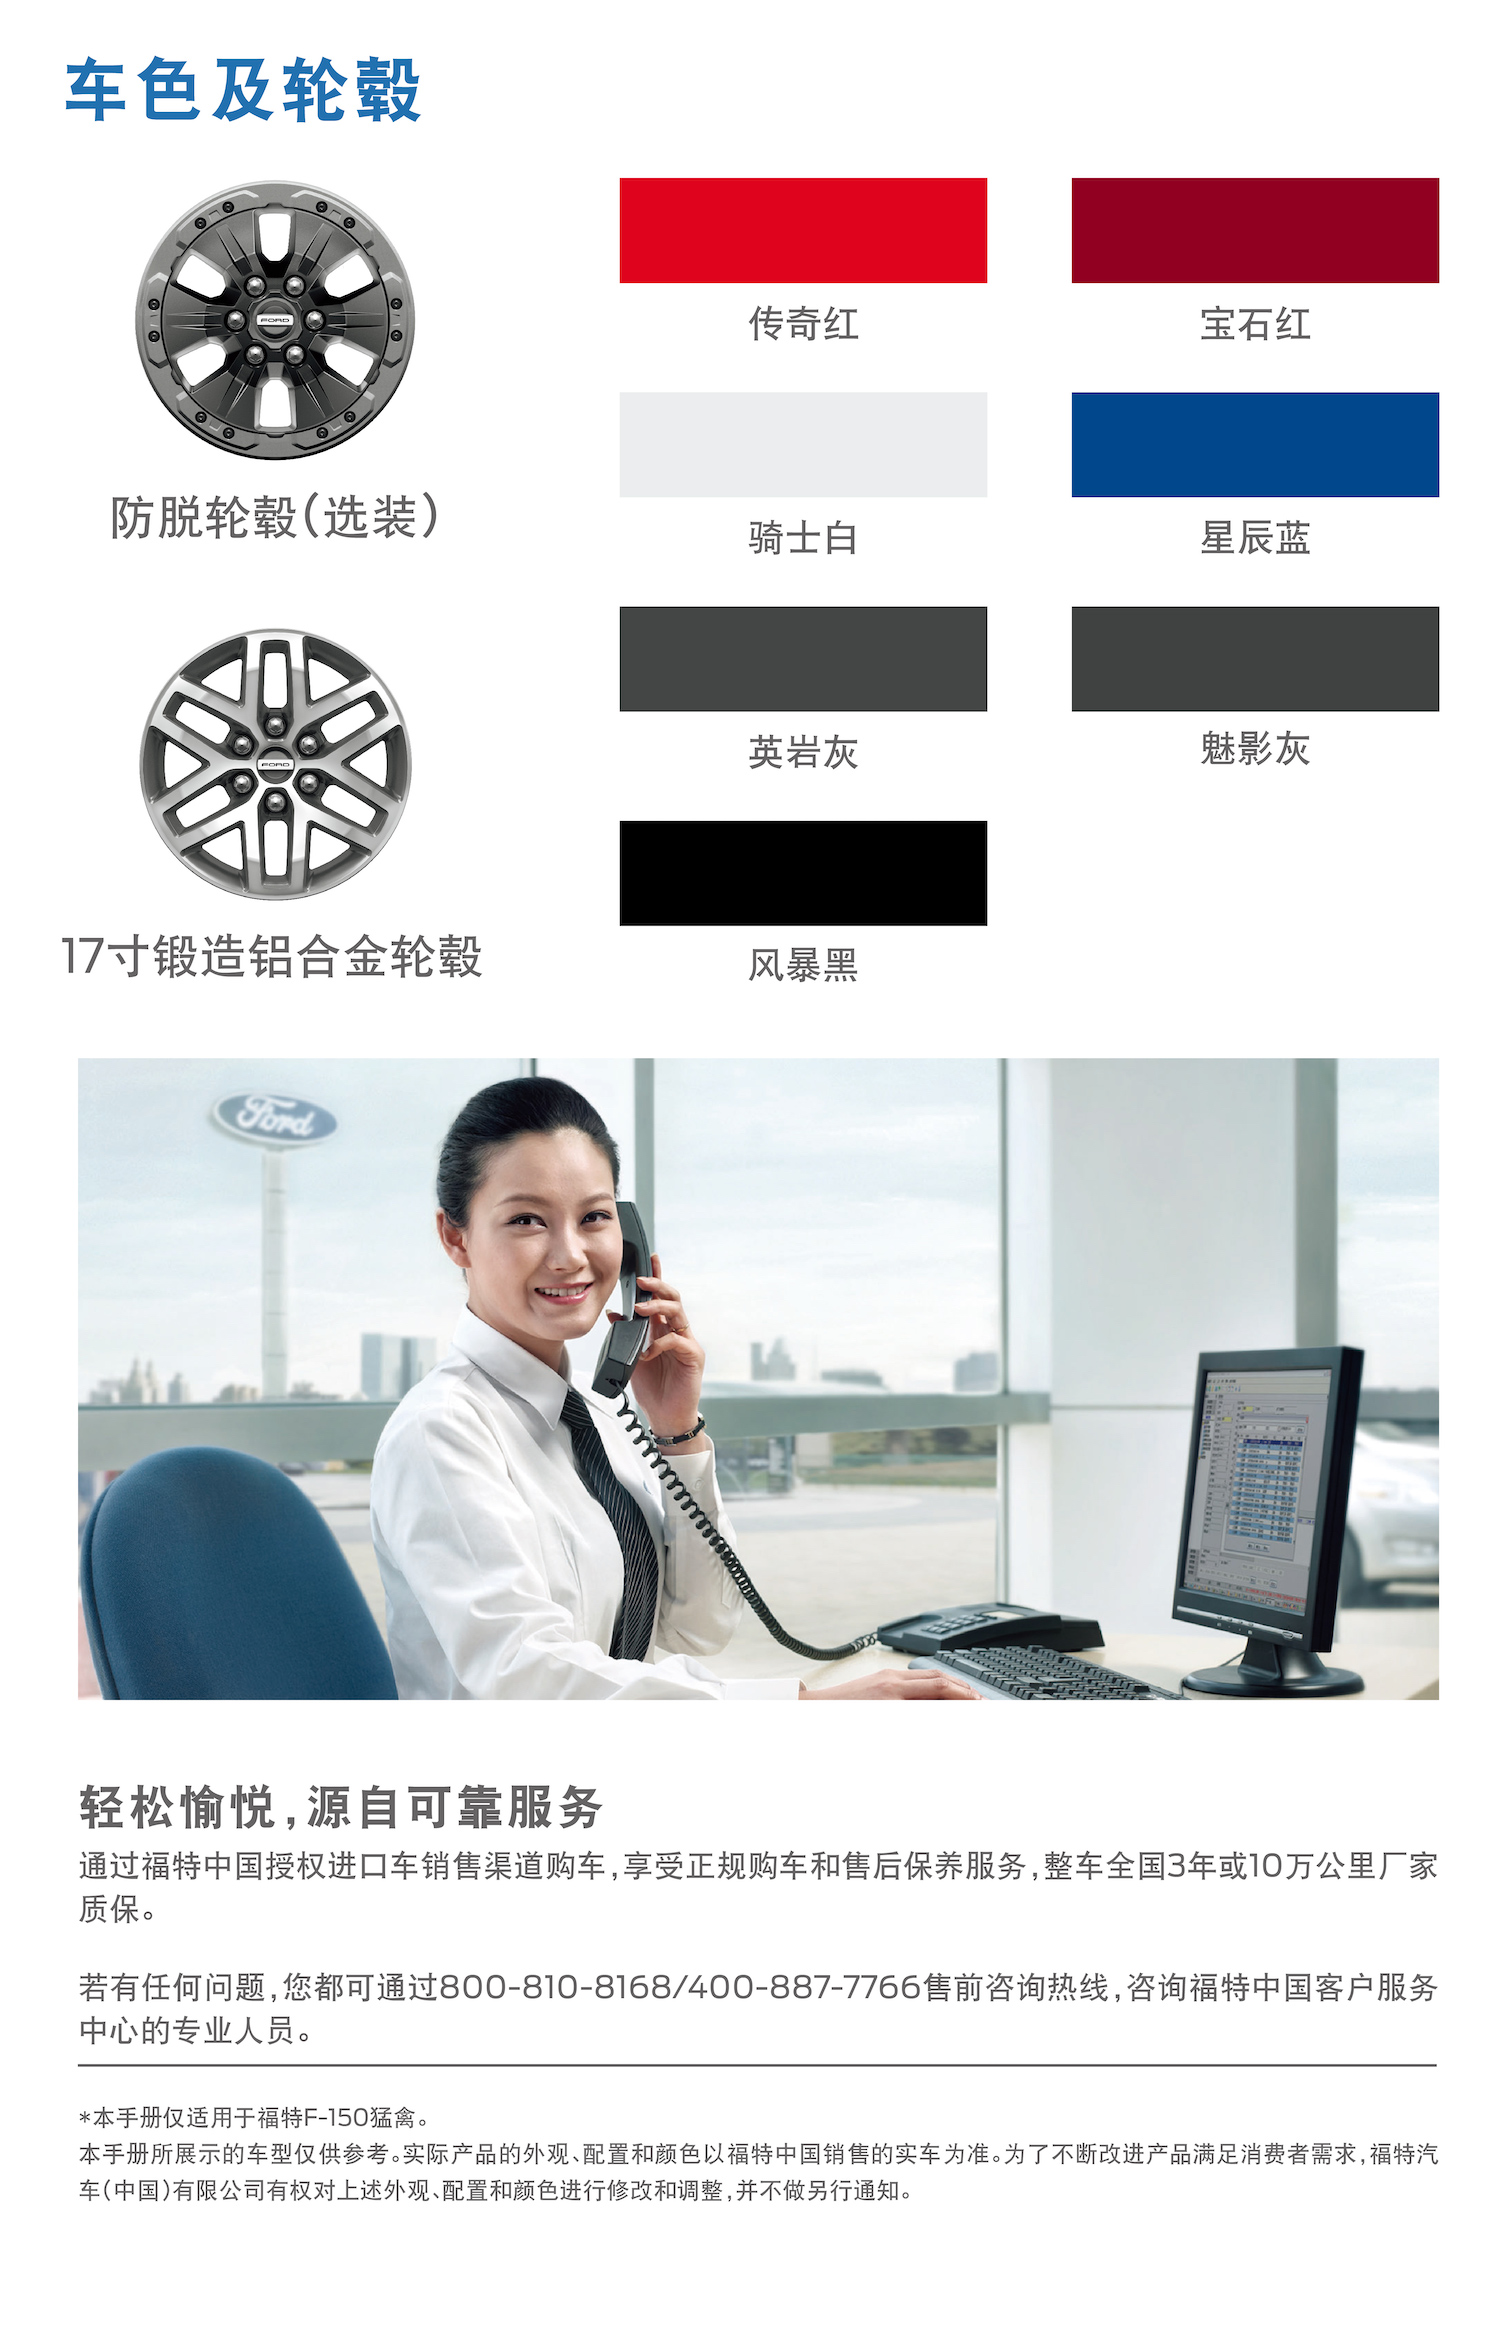 车色及轮毂
FORD
传奇红
宝石红
防脱轮毂(选装)
骑士白
星辰蓝
FORD
英岩灰
魅影灰
17寸锻造铝合金轮毂
风暴黑
Ford
轻松愉悦,源自可靠服务
通过福特中国授权进口车销售渠道购车,享受正规购车和售后保养服务,整车全国3年或10万公里厂家
质保。
若有任何问题,您都可通过800-810-8168/400-887-7766售前咨询热线,咨询福特中国客户服务
中心的专业人员。
*本手册仅适用于福特F-150猛禽。
本手册所展示的车型仅供参考。实际产品的外观、配置和颜色以福特中国销售的实车为准。为了不断改进产品满足消费者需求,福特汽
车(中国)有限公司有权对上述外观、配置和颜色进行修改和调整,并不做另行通知。